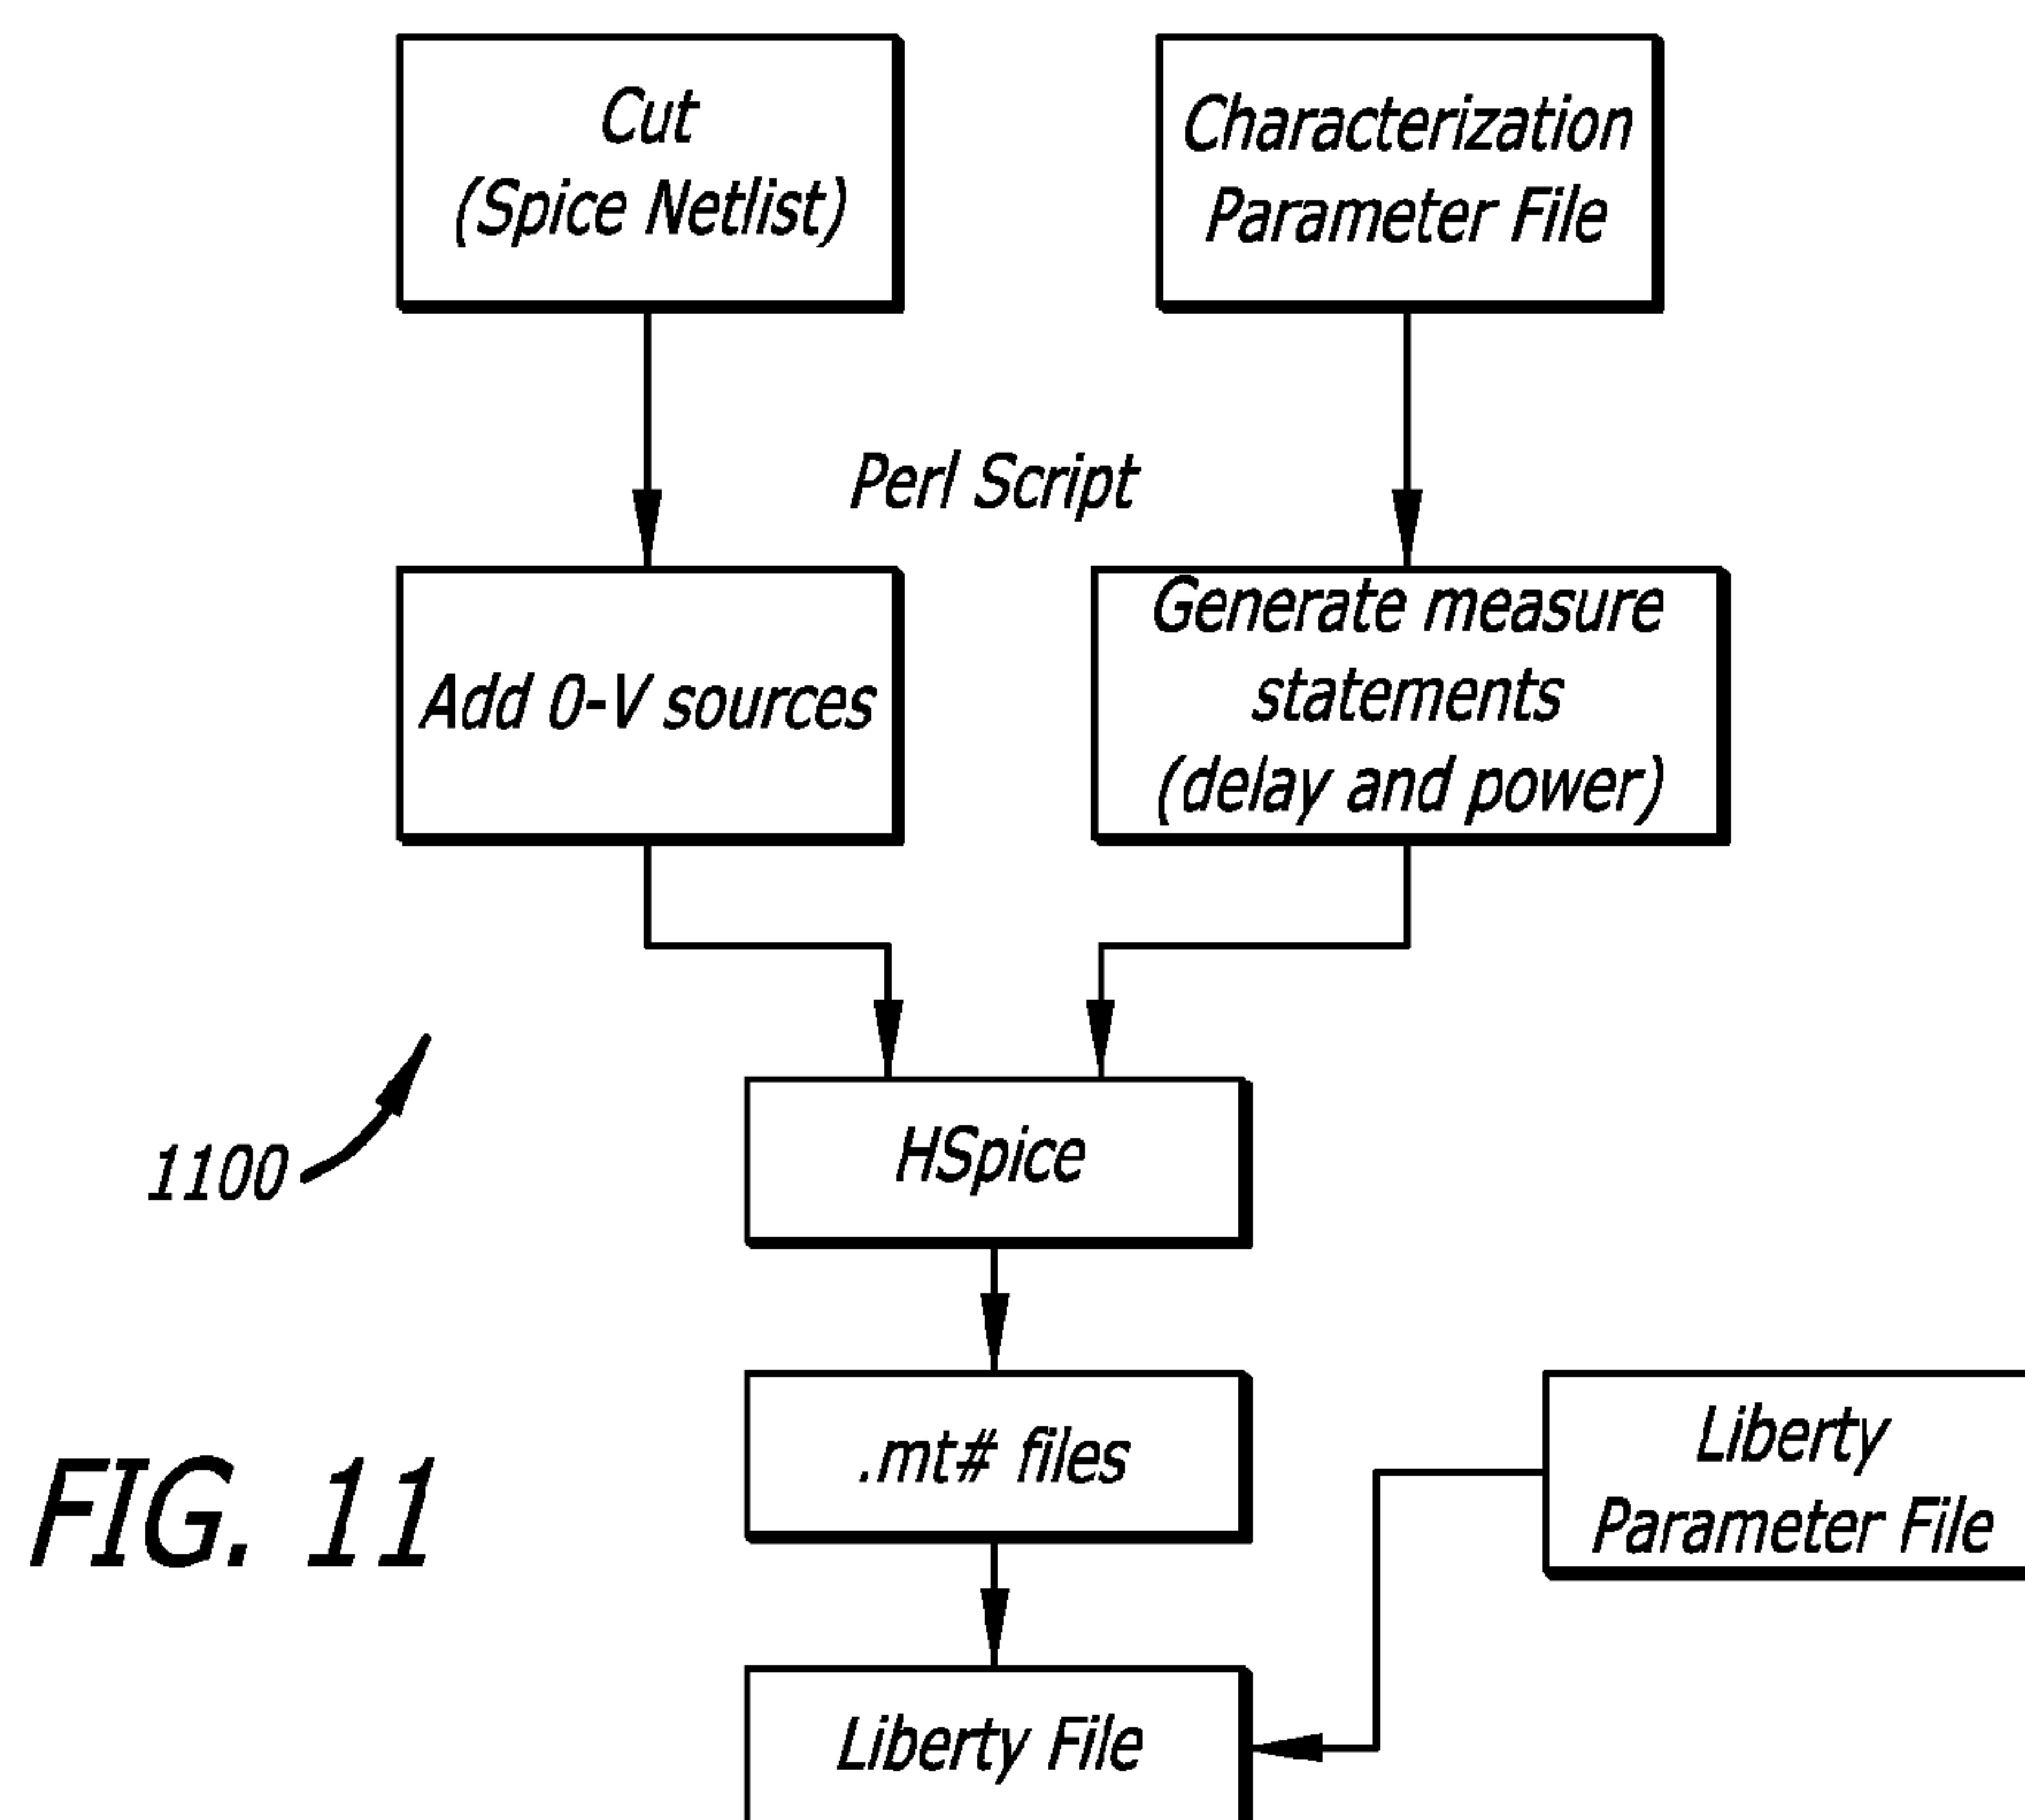 Cut
(Spice Netlist)
Characterization
Parameter File
Perl Script
Add 0-V sources
Generate measure
statements
(delay and power)
HSpice
1100
.mt# files
Liberty
Parameter File
FIG. 11
Liberty File